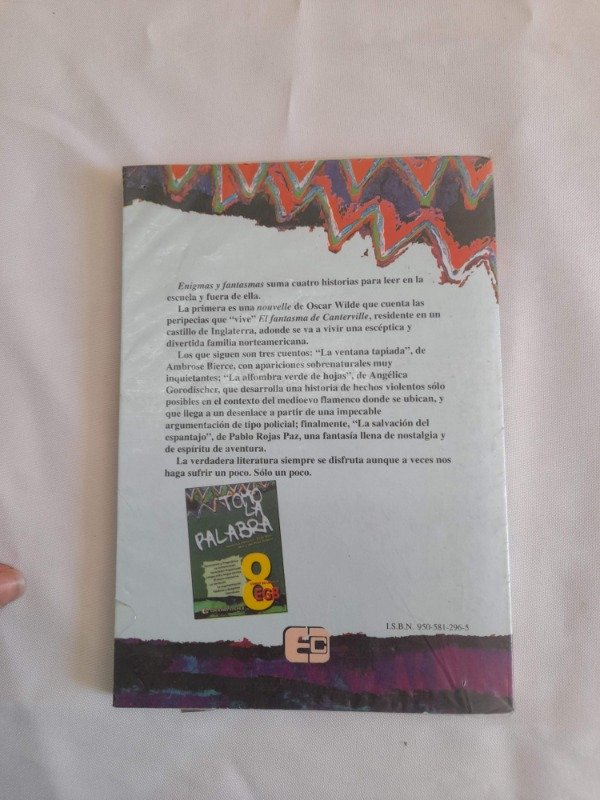 Enigmas y fantasmas suma cuatro historias para leer en la
escuela y fuera de ella.
La primera es una nouvelle de Oscar Wilde que cuenta las
peripecias que “vive” El fantasma de Canterville, residente en un
castillo de Inglaterra, adonde se va a vivir una escéptica y
divertida familia norteamericana.
Los que siguen son tres cuentos: “La ventana tapiada”, de
Ambrose Bierce, con apariciones sobrenaturales muy
inquietantes; “La alfombra verde de hojas”, de Angélica
Gorodischer, que desarrolla una historia de hechos violentos sólo
posibles en el contexto del medioevo flamenco donde se ubican, y
que llega a un desenlace a partir de una impecable
argumentación de tipo policial; finalmente, “La salvación del
espantajo”, de Pablo Rojas Paz, una fantasía llena de nostalgia y
de espíritu de aventura.
La verdadera literatura siempre se disfruta aunque a veces nos
haga sufrir un poco. Sólo un poco.
TOMO
LA
PALABRA
8
EGB
I.S.B.N. 950-581-296-5